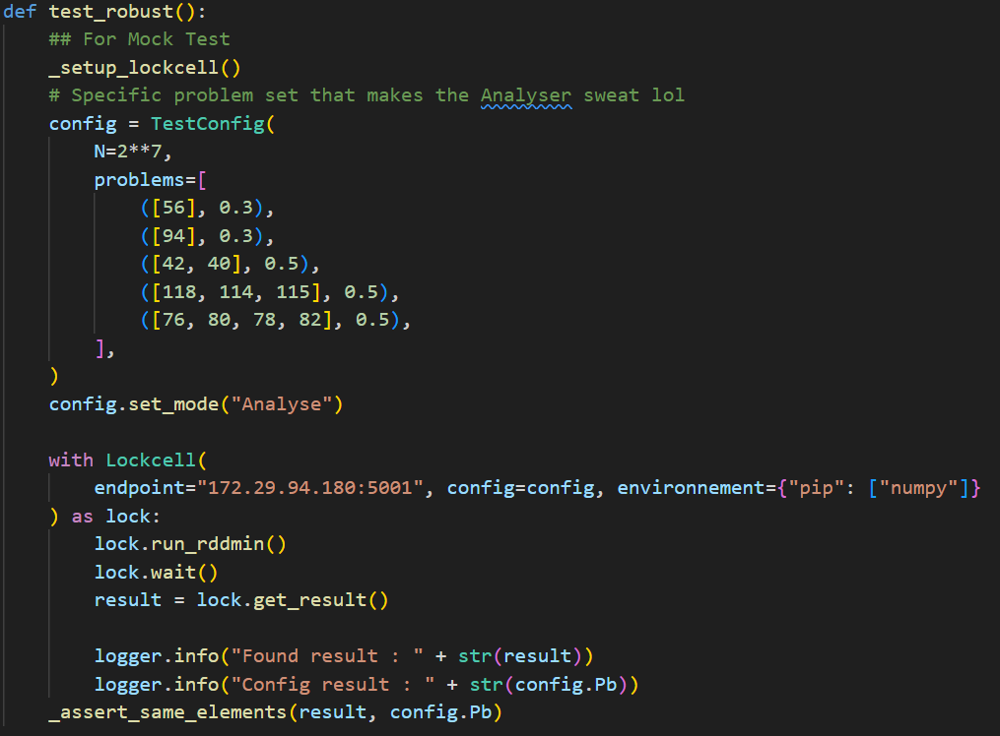 def test_robust():
    ## For Mock Test
    _setup_lockcell()
    # Specific problem set that makes the Analyser sweat lol
    config = TestConfig(
        N=2**7,
        problems=[
            ([56], 0.3),
            ([94], 0.3),
            ([42, 40], 0.5),
            ([118, 114, 115], 0.5),
            ([76, 80, 78, 82], 0.5),
        ],
    )
    config.set_mode("Analyse")

    with Lockcell(
        endpoint="172.29.94.180:5001", config=config, environnement={"pip": ["numpy"]}
    ) as lock:
        lock.run_rddmin()
        lock.wait()
        result = lock.get_result()

        logger.info("Found result : " + str(result))
        logger.info("Config result : " + str(config.Pb))
    _assert_same_elements(result, config.Pb)